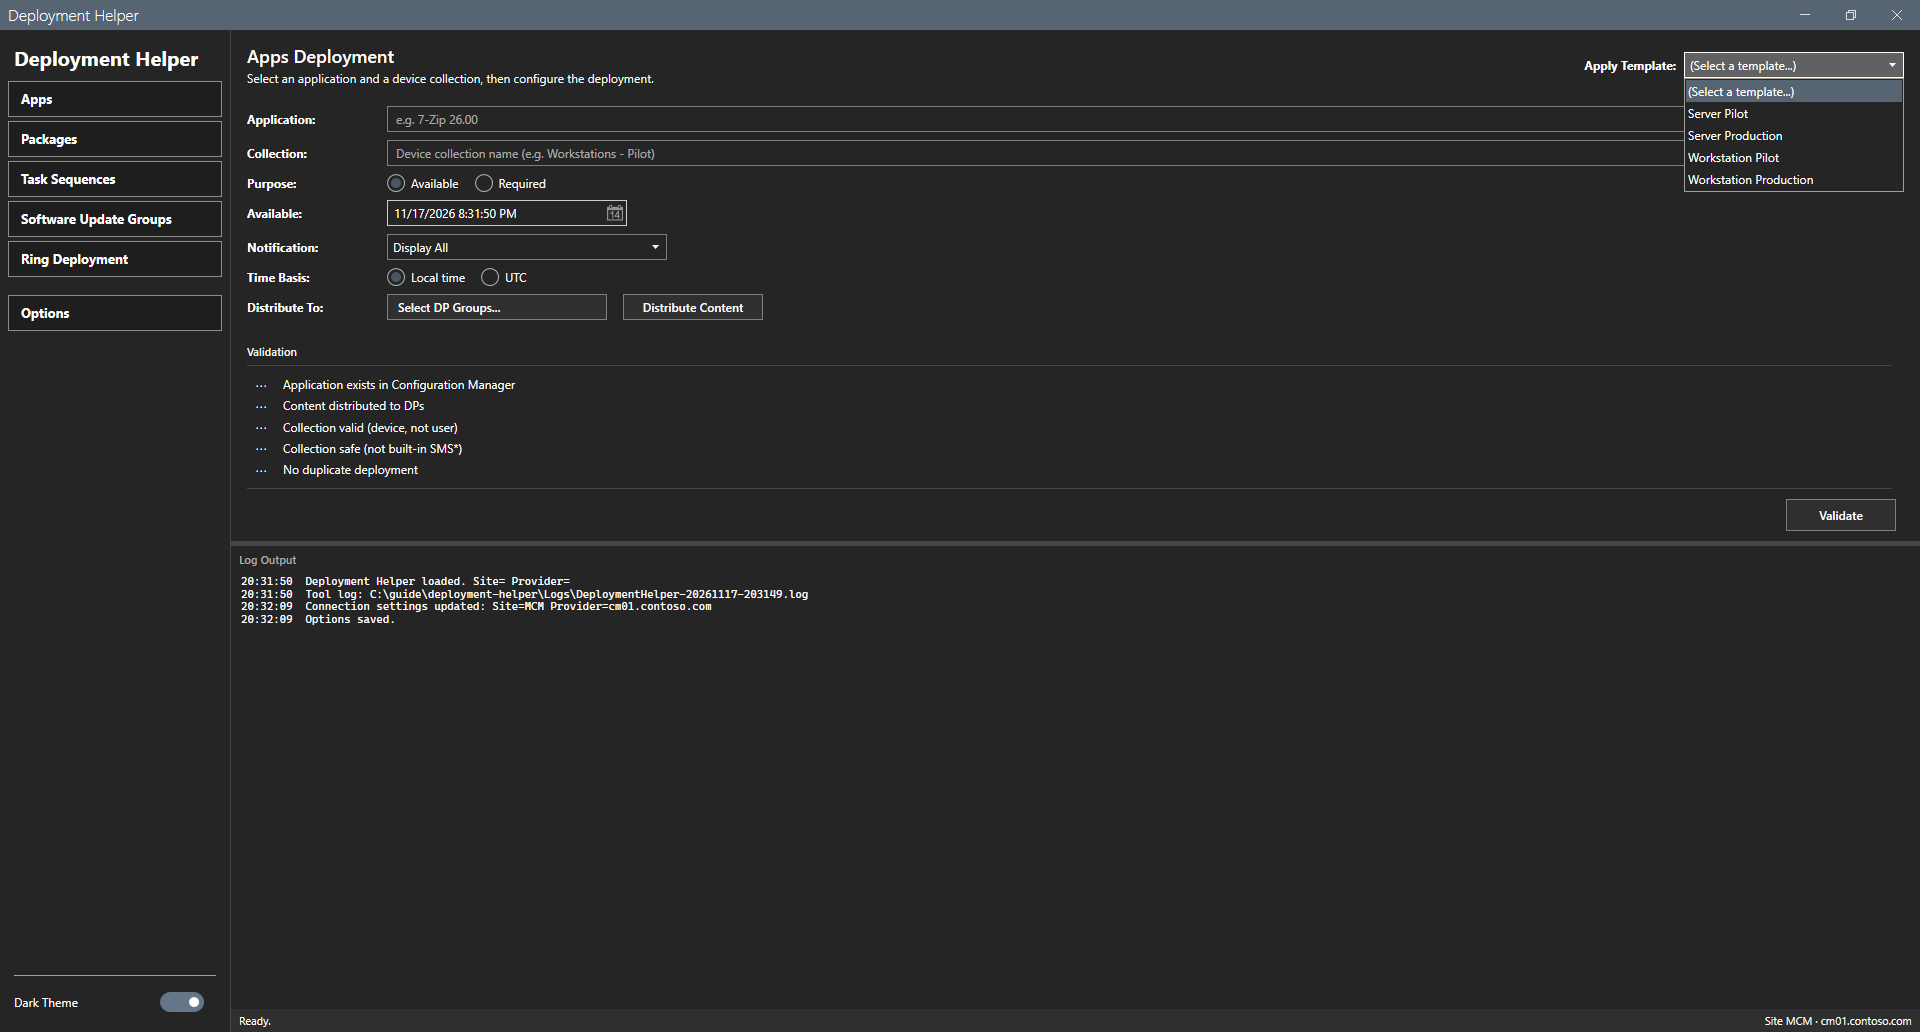 Deployment Helper
Deployment Helper
Apps
Packages
Task Sequences
Software Update Groups
Ring Deployment
Options
Dark Theme
Apps Deployment
Select an application and a device collection, then configure the deployment.
Apply Template: (Select a template...)
(Select a template...)
Server Pilot
Server Production
Workstation Pilot
Workstation Production
Application: e.g. 7-Zip 26.00
Collection: Device collection name (e.g. Workstations - Pilot)
Purpose: Available Required
Available: 11/17/2026 8:31:50 PM 14
Notification: Display All
Time Basis: Local time UTC
Distribute To: Select DP Groups... Distribute Content
Validation
... Application exists in Configuration Manager
... Content distributed to DPs
... Collection valid (device, not user)
... Collection safe (not built-in SMS*)
... No duplicate deployment
Validate
Log Output
20:31:50 Deployment Helper loaded. Site= Provider=
20:31:50 Tool log: C:\guide\deployment-helper\Logs\DeploymentHelper-20261117-203149.log
20:32:09 Connection settings updated: Site=MCM Provider=cm01.contoso.com
20:32:09 Options saved.
Ready.
Site MCM · cm01.contoso.com